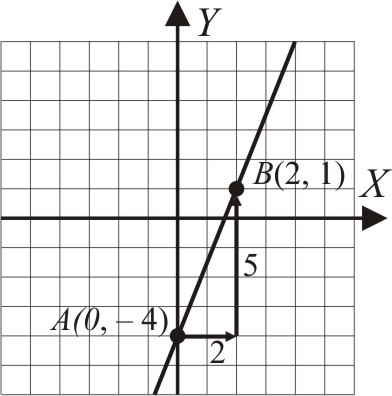 Y
B(2, 1)
X
5
A(0, – 4)
2